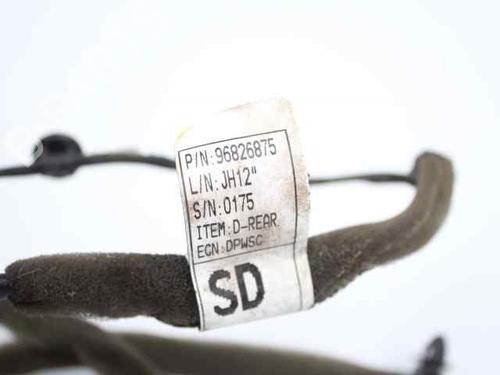 P/N:96826875
L/N:JH12"
S/N:0175
ITEM:D-REAR
ECN:DPWSC
SD